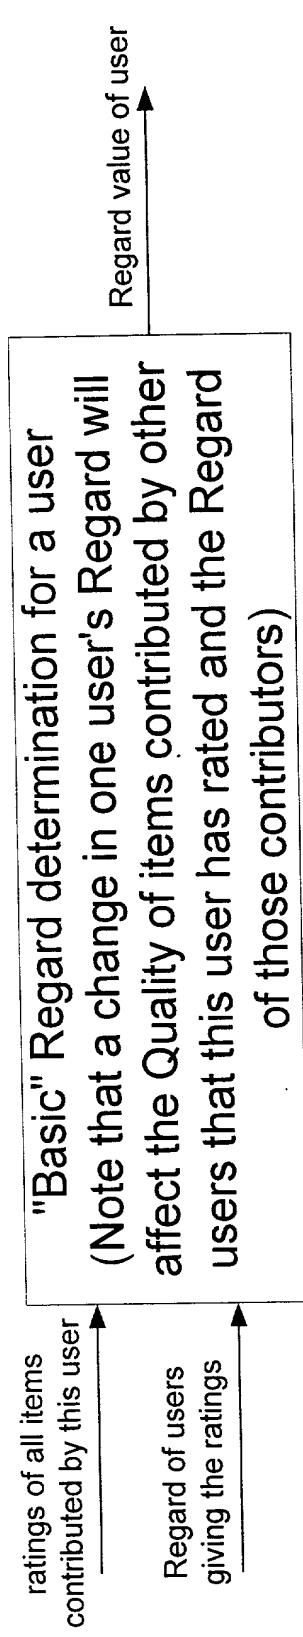 ratings of all items
contributed by this user
Regard of users
giving the ratings
"Basic" Regard determination for a user
(Note that a change in one user's Regard will
affect the Quality of items contributed by other
users that this user has rated and the Regard
of those contributors)
Regard value of user